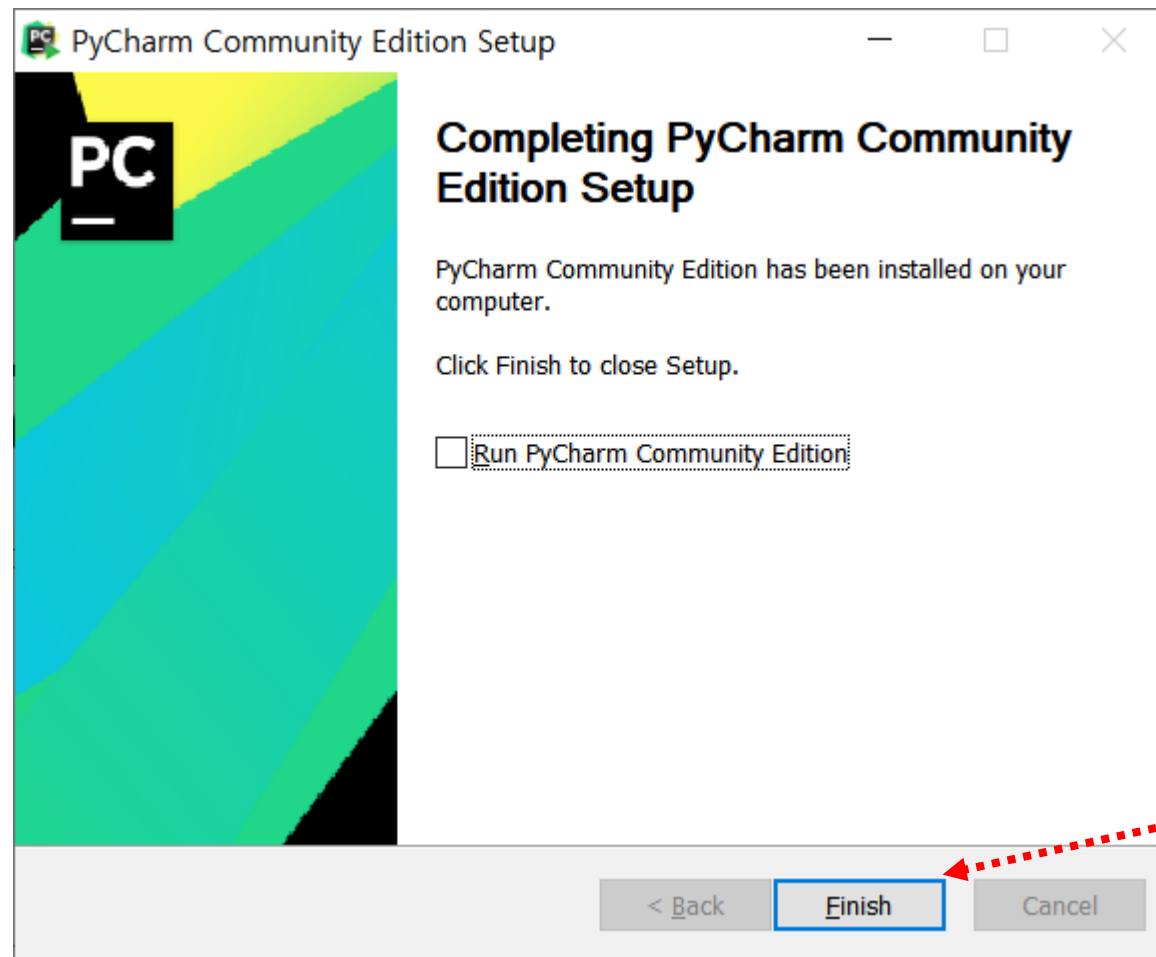 PyCharm Community Edition Setup
PC
Completing PyCharm Community
Edition Setup
PyCharm Community Edition has been installed on your
computer.
Click Finish to close Setup.
Run PyCharm Community Edition
< Back
Finish
Cancel